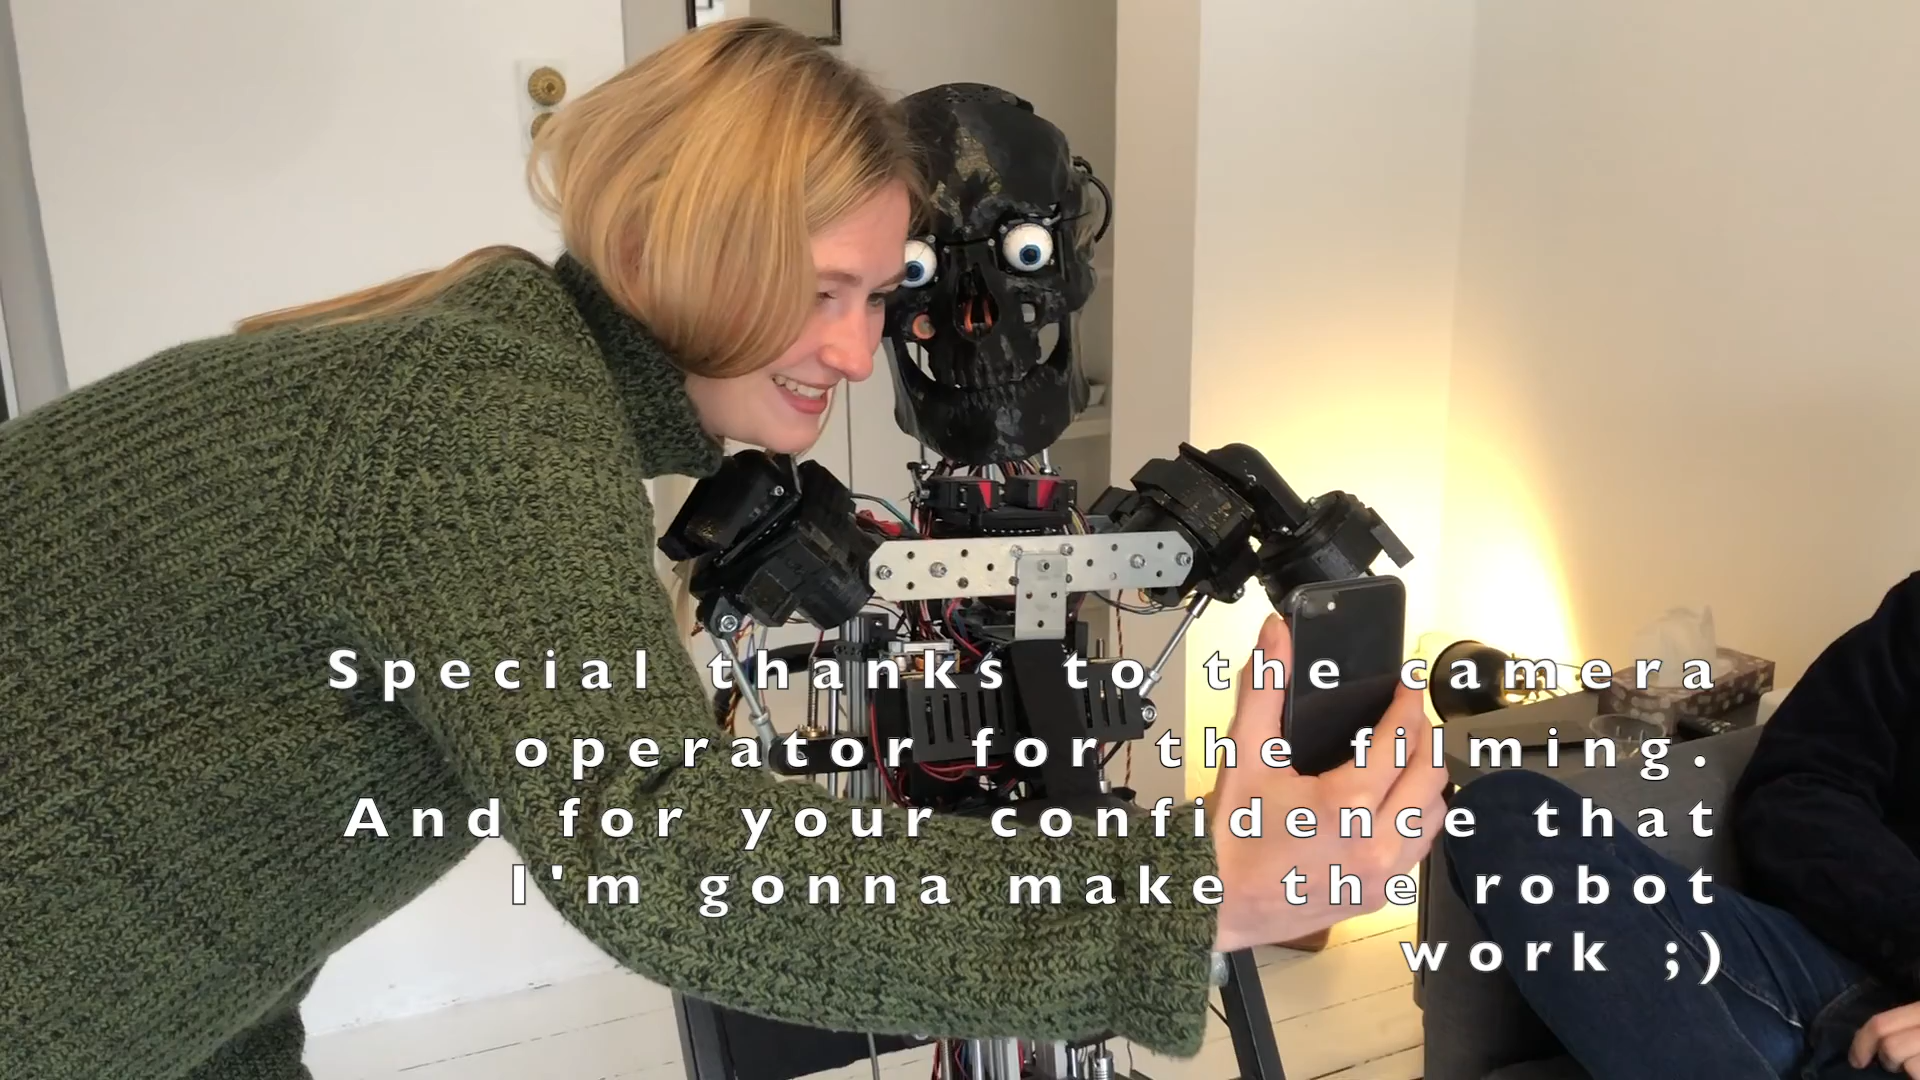 Special thanks to the camera
operator for the filming.
And for your confidence that
I'm gonna make the robot
work ;)